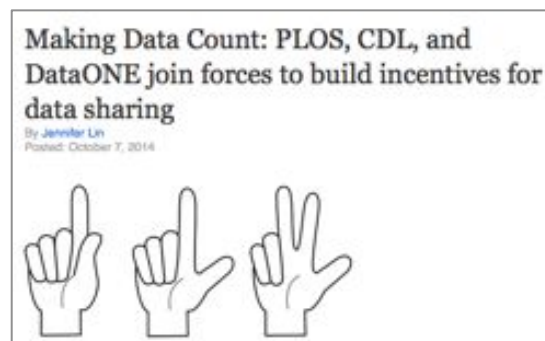 Making Data Count: PLOS, CDL, and
DataONE join forces to build incentives for
data sharing
By Jennifer Lin
Posted: October 7, 2014